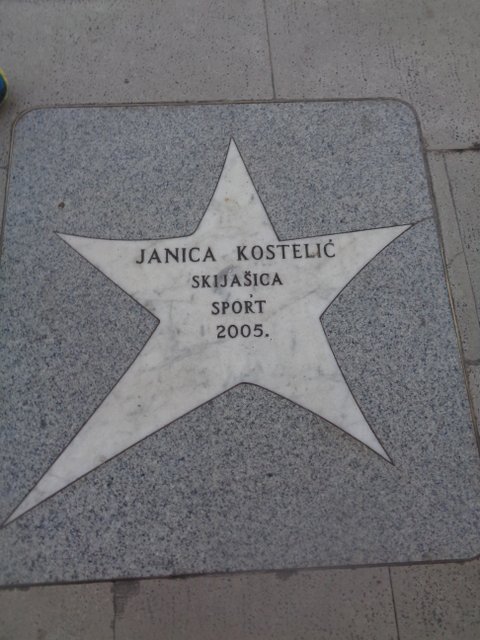 JANICA KOSTELIĆ
SKIJAŠICA
SPORT
2005.